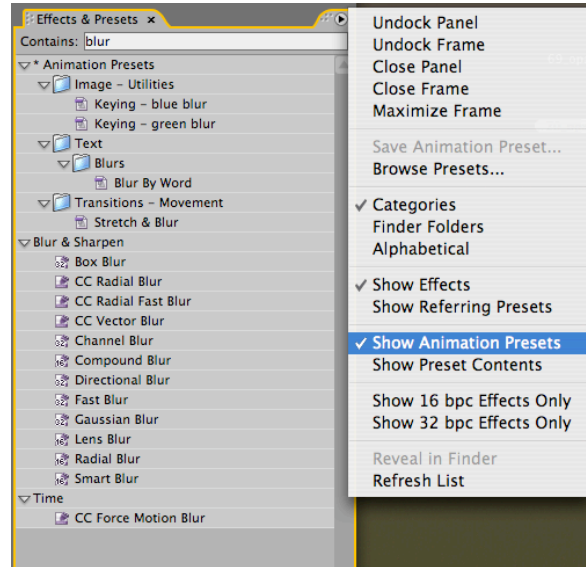 Effects & Presets ×
Contains: blur
* Animation Presets
Image – Utilities
Keying – blue blur
Keying – green blur
Text
Blurs
Blur By Word
Transitions – Movement
Stretch & Blur
Blur & Sharpen
Box Blur
CC Radial Blur
CC Radial Fast Blur
CC Vector Blur
Channel Blur
Compound Blur
Directional Blur
Fast Blur
Gaussian Blur
Lens Blur
Radial Blur
Smart Blur
Time
CC Force Motion Blur
Undock Panel
Undock Frame
Close Panel
Close Frame
Maximize Frame
Save Animation Preset...
Browse Presets...
Categories
Finder Folders
Alphabetical
Show Effects
Show Referring Presets
Show Animation Presets
Show Preset Contents
Show 16 bpc Effects Only
Show 32 bpc Effects Only
Reveal in Finder
Refresh List